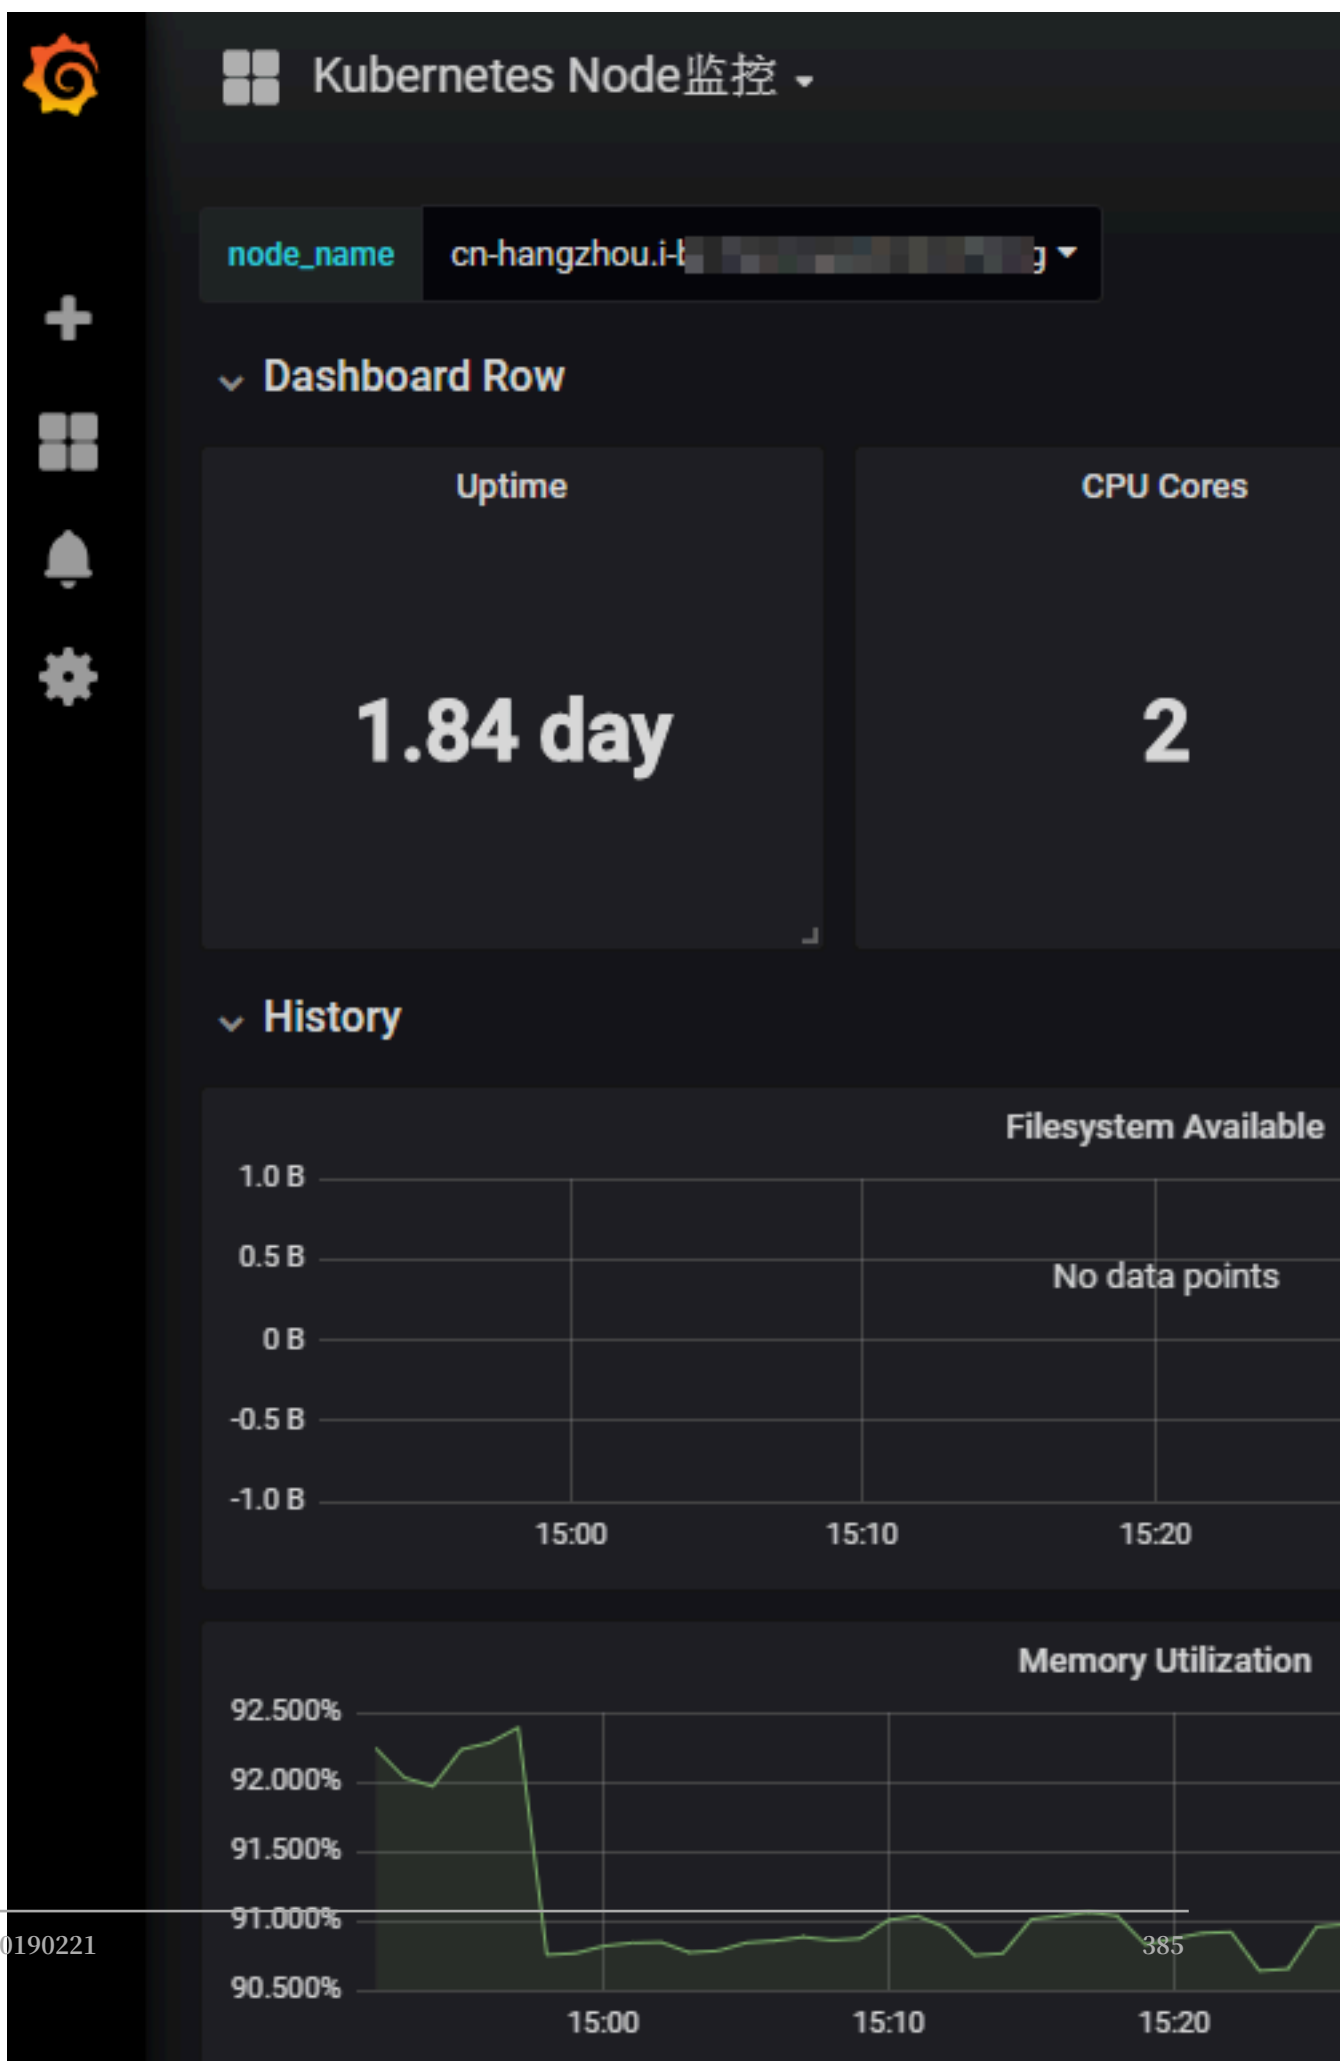 Kubernetes Node监控
node_name
cn-hangzhou.i-
Dashboard Row
Uptime
CPU Cores
1.84 day
2
History
Filesystem Available
1.0 B
0.5 B
No data points
0 B
-0.5 B
-1.0 B
15:00 15:10 15:20
Memory Utilization
92.500%
92.000%
91.500%
91.000%
0190221
385
90.500%
15:00 15:10 15:20